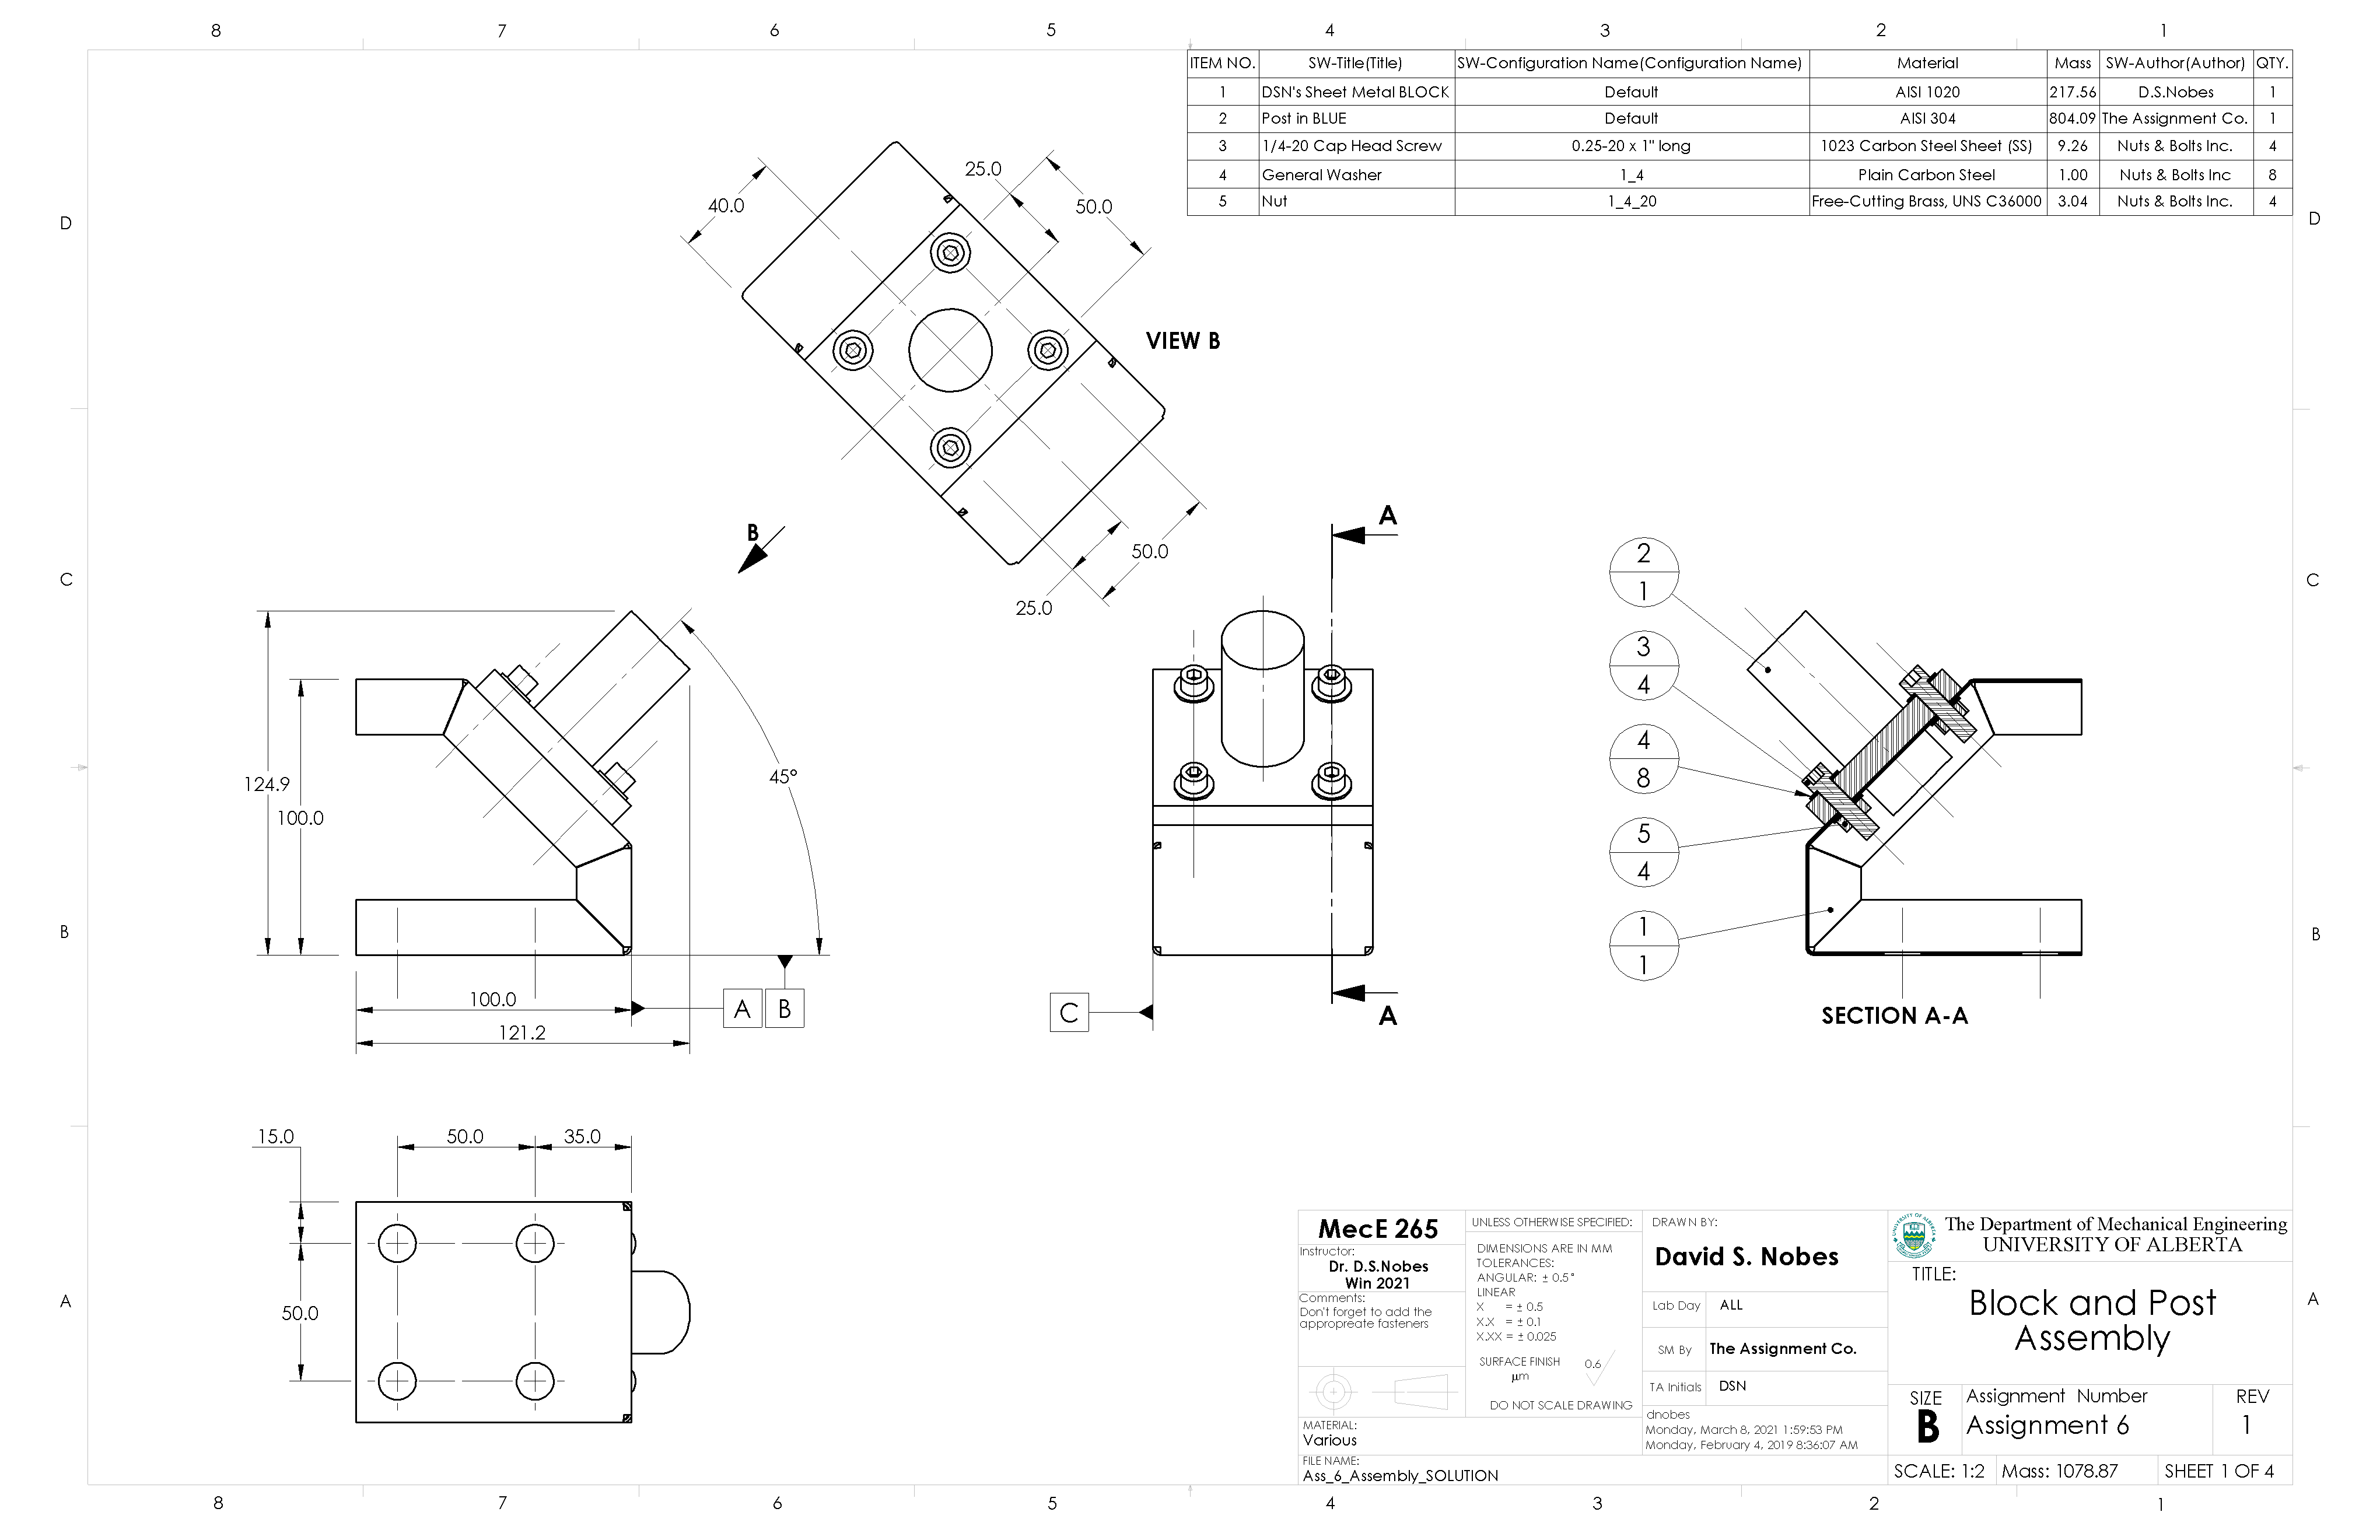 8 7 6 5 4 3 2 1
ITEM NO. SW-Title(Title) SW-Configuration Name(Configuration Name) Material Mass SW-Author(Author) QTY.
1 DSN's Sheet Metal BLOCK Default AISI 1020 217.56 D.S.Nobes 1
2 Post in BLUE Default AISI 304 804.09 The Assignment Co. 1
3 1/4-20 Cap Head Screw 0.25-20 x 1" long 1023 Carbon Steel Sheet (SS) 9.26 Nuts & Bolts Inc. 4
4 General Washer 1_4 Plain Carbon Steel 1.00 Nuts & Bolts Inc 8
5 Nut 1_4_20 Free-Cutting Brass, UNS C36000 3.04 Nuts & Bolts Inc. 4
D D
25.0
40.0 50.0
VIEW B
50.0
25.0
B
C C
124.9
100.0
45°
100.0
121.2
A B
A
A
C
2
1
3
4
4
8
5
4
1
1
SECTION A-A
B B
15.0 50.0 35.0
50.0
A A
MecE 265
Instructor:
Dr. D.S.Nobes
Win 2021
Comments:
Don't forget to add the
appropreate fasteners
MATERIAL:
Various
FILE NAME:
Ass_6_Assembly_SOLUTION
UNLESS OTHERWISE SPECIFIED:
DIMENSIONS ARE IN MM
TOLERANCES:
ANGULAR: ± 0.5°
LINEAR
X = ± 0.5
X.X = ± 0.1
X.XX = ± 0.025
SURFACE FINISH 0.6
µm
DO NOT SCALE DRAWING
DRAWN BY:
David S. Nobes
Lab Day ALL
SM By The Assignment Co.
TA Initials DSN
dnobes
Monday, March 8, 2021 1:59:53 PM
Monday, February 4, 2019 8:36:07 AM
UNIVERSITY OF ALBERTA
The Department of Mechanical Engineering
UNIVERSITY OF ALBERTA
TITLE:
Block and Post
Assembly
SIZE
B
Assignment Number
Assignment 6
REV
1
SCALE: 1:2 Mass: 1078.87 SHEET 1 OF 4
8 7 6 5 4 3 2 1